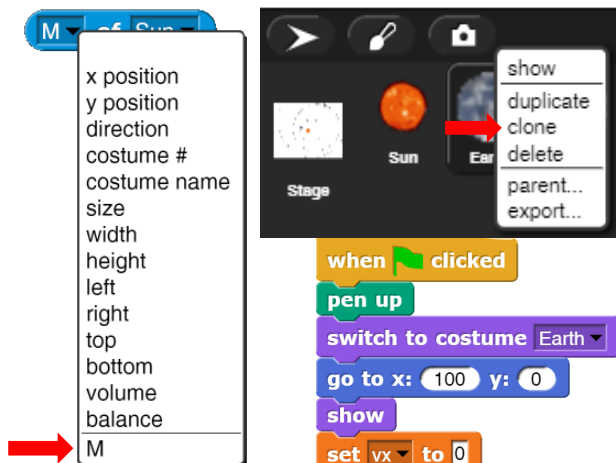 M of Sun
x position
y position
direction
costume #
costume name
size
width
height
left
right
top
bottom
volume
balance
M
Stage
Sun
show
duplicate
clone
delete
parent...
export...
when clicked
pen up
switch to costume Earth
go to x: 100 y: 0
show
set vx to 0